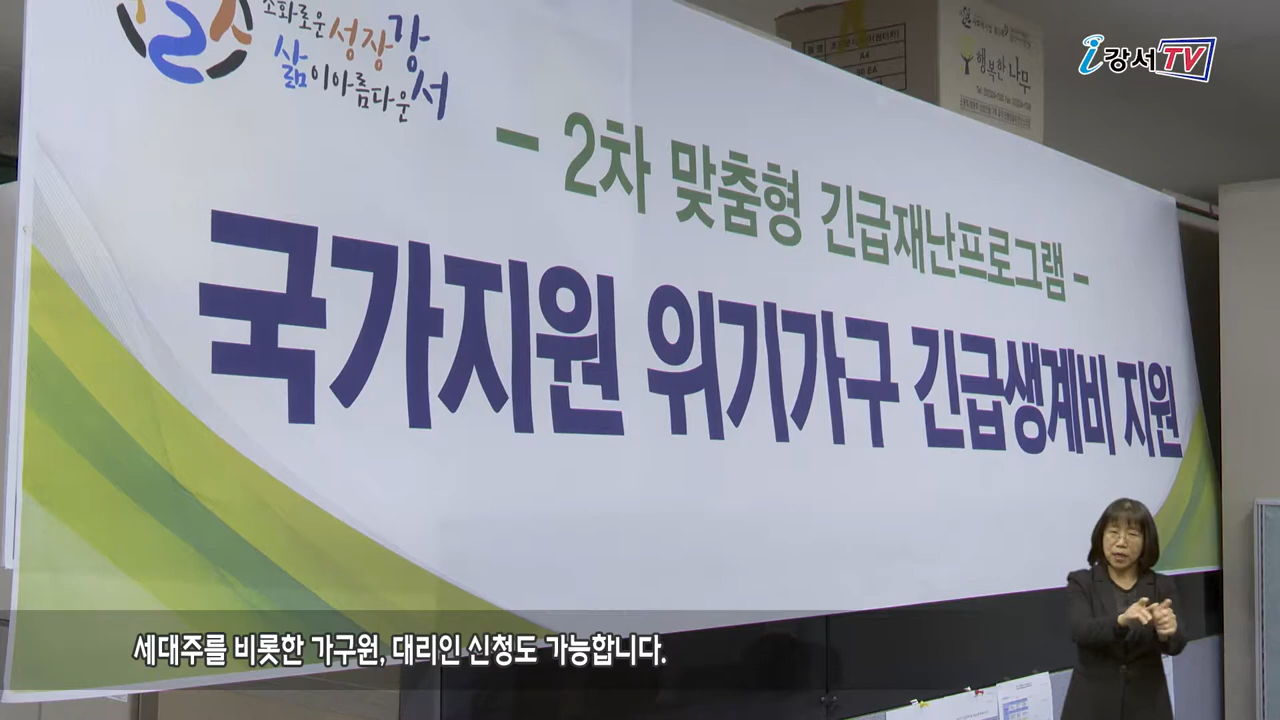 조화로운 성장 강서
삶이 아름다운
i강서TV
행복한 나무
- 2차 맞춤형 긴급재난프로그램 -
국가지원 위기가구 긴급생계비 지원
세대주를 비롯한 가구원, 대리인 신청도 가능합니다.